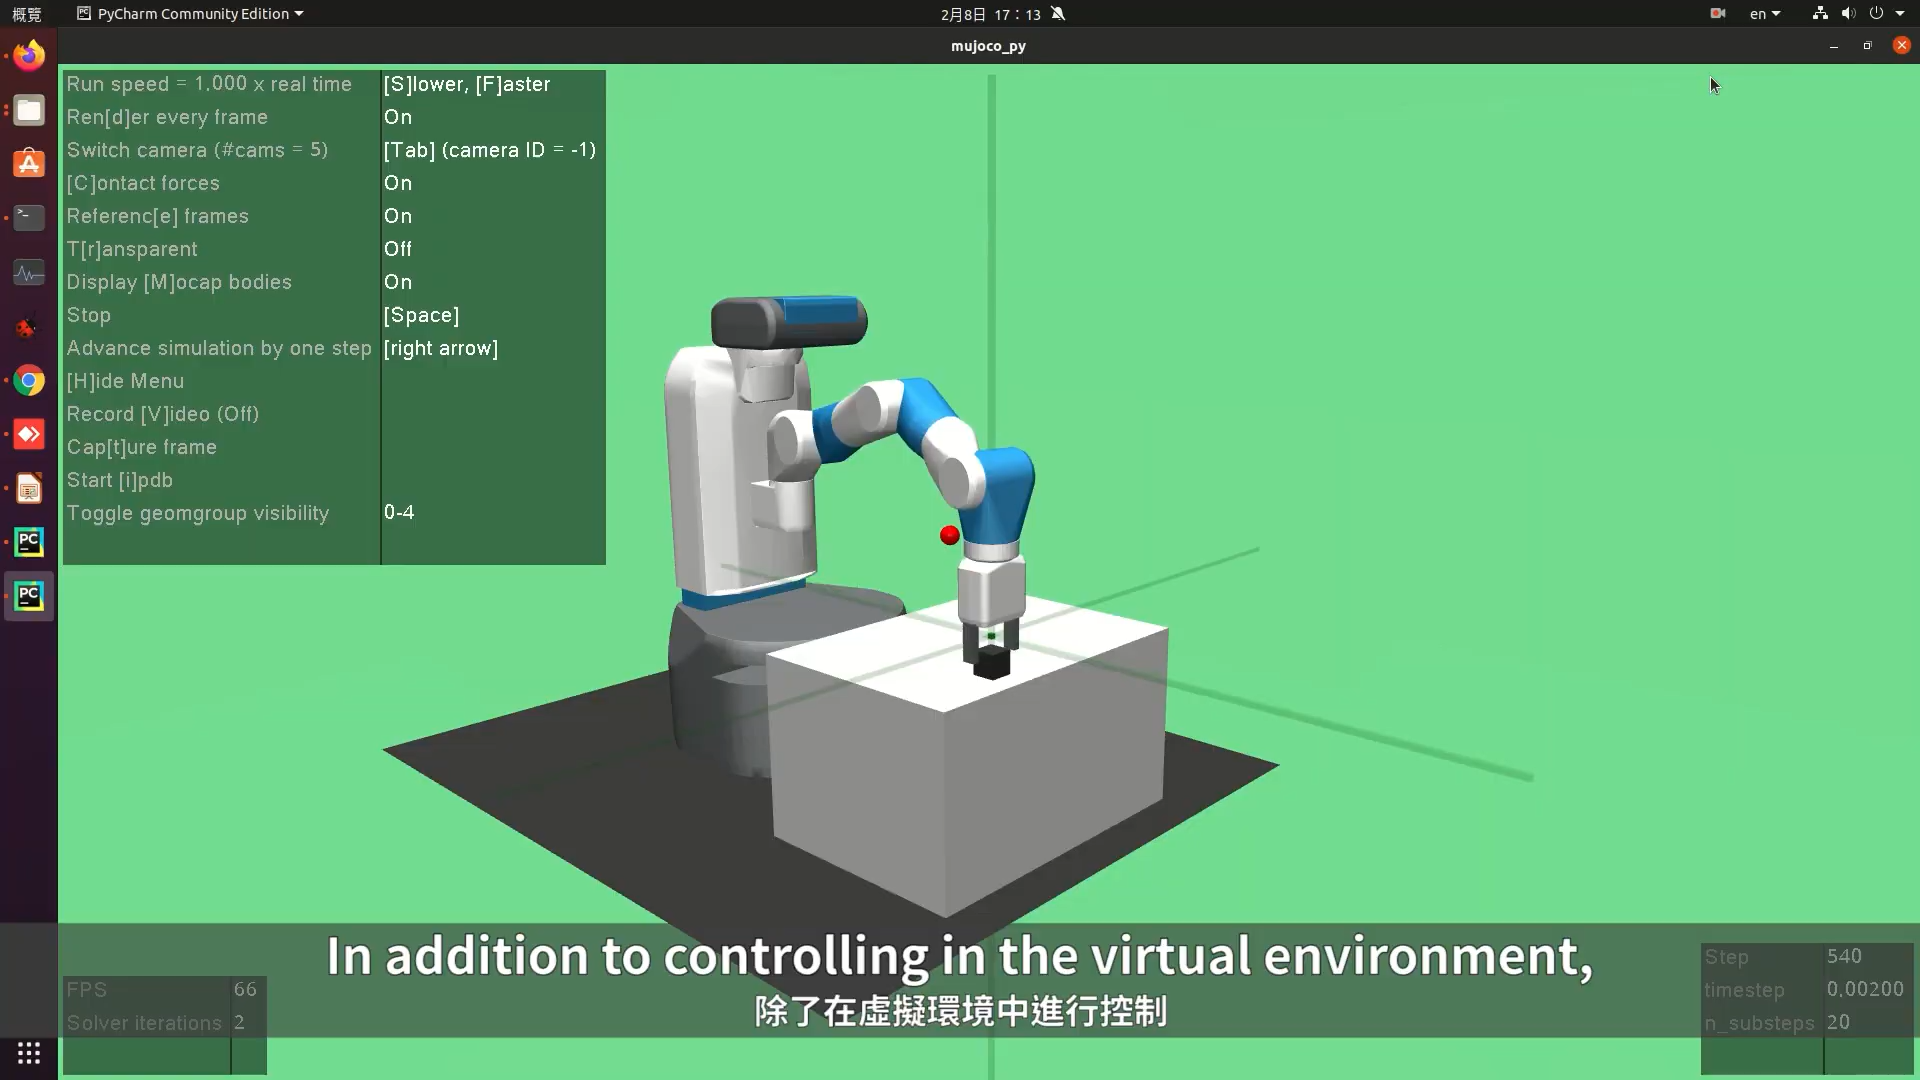 概覽
PyCharm Community Edition
2月8日 17：13
en
mujoco_py
Run speed = 1.000 x real time [S]lower, [F]aster
Ren[d]er every frame On
Switch camera (#cams = 5) [Tab] (camera ID = -1)
[C]ontact forces On
Referenc[e] frames On
T[r]ansparent Off
Display [M]ocap bodies On
Stop [Space]
Advance simulation by one step [right arrow]
[H]ide Menu
Record [V]ideo (Off)
Cap[t]ure frame
Start [i]pdb
Toggle geomgroup visibility 0-4
PC
PC
In addition to controlling in the virtual environment,
除了在虛擬環境中進行控制
FPS 66
Solver iterations 2
Step 540
timestep 0.00200
n_substeps 20